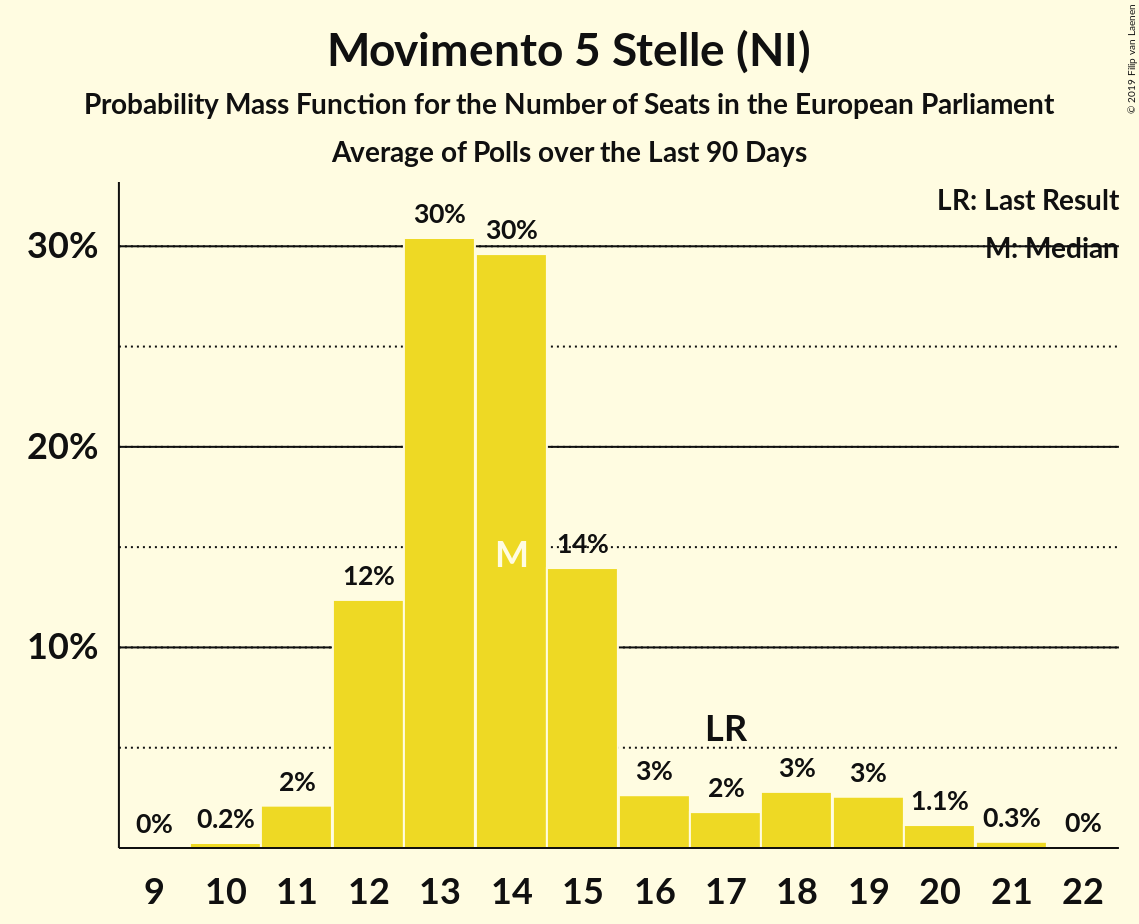 Movimento 5 Stelle (NI)
Probability Mass Function for the Number of Seats in the European Parliament
Average of Polls over the Last 90 Days
© 2019 Filip van Laenen
LR: Last Result
M: Median
30%
20%
10%
0%
0.2%
2%
12%
30%
30%
14%
3%
2%
3%
3%
1.1%
0.3%
0%
M
LR
9 10 11 12 13 14 15 16 17 18 19 20 21 22